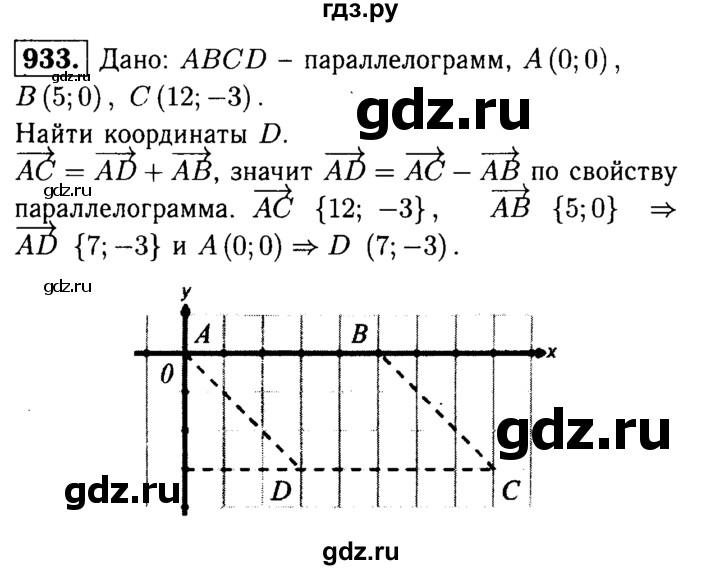 гдз.ру
933. Дано: ABCD – параллелограмм, A (0; 0) ,
gdz.ru
B (5; 0) , C (12; −3) .
gdz.ru
Найти координаты D.
AC = AD + AB, значит AD = AC − AB по свойству
параллелограмма. AC {12; −3} , AB {5; 0} ⇒
AD {7; −3} и A (0; 0) ⇒ D (7; −3) .
gdz.ru
y
A B
x
0
gdz.ru
D C
gdz.ru
gdz.ru